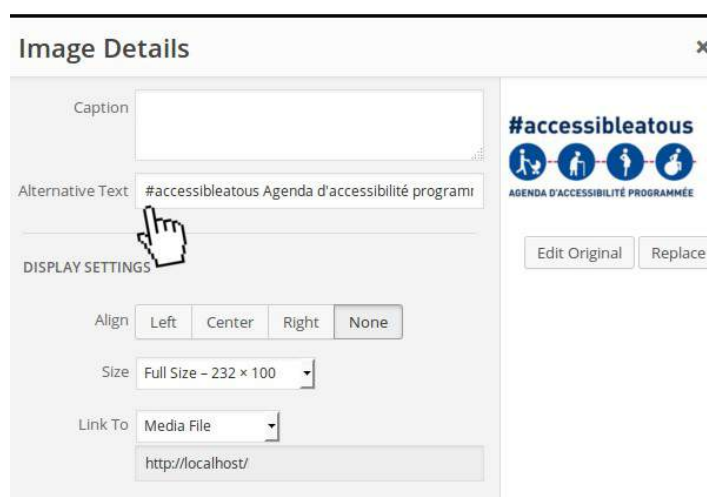 Image Details
Caption
Alternative Text #accessibleatous Agenda d'accessibilité
DISPLAY SETTINGS
Align Left Center Right None
Size Full Size – 232 × 100
Link To Media File
http://localhost/
#accessibleatous
AGENDA D'ACCESSIBILITÉ PROGRAMMÉE
Edit Original Replace